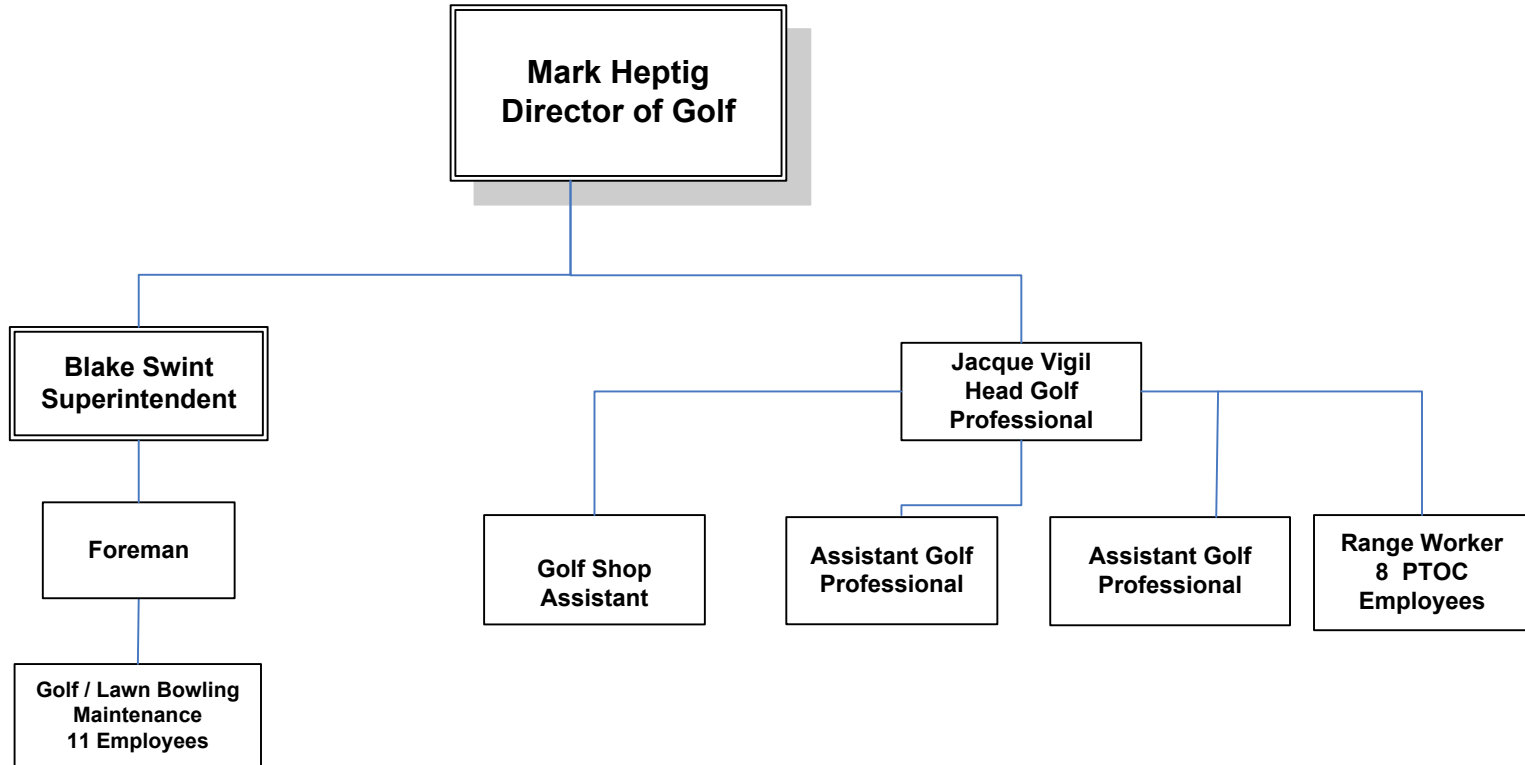 Mark Heptig
Director of Golf
Blake Swint
Superintendent
Jacque Vigil
Head Golf
Professional
Foreman
Golf Shop
Assistant
Assistant Golf
Professional
Assistant Golf
Professional
Range Worker
8 PTOC
Employees
Golf / Lawn Bowling
Maintenance
11 Employees